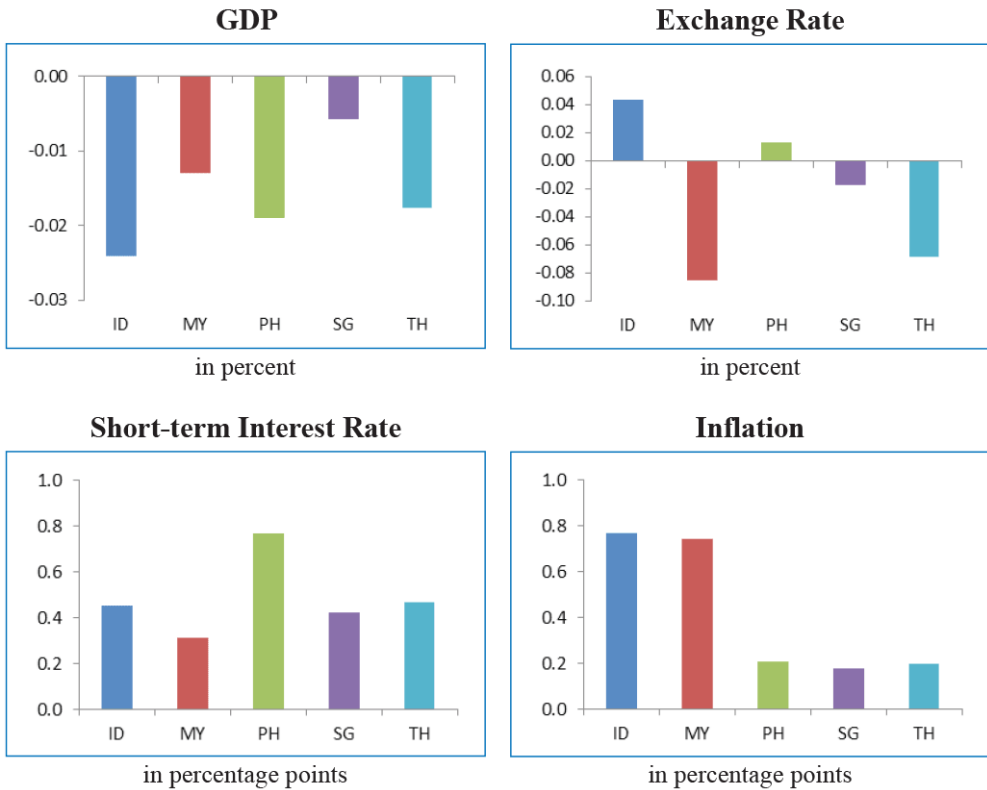 GDP
0.00
-0.01
-0.02
-0.03
ID MY PH SG TH
in percent
Exchange Rate
0.06
0.04
0.02
0.00
-0.02
-0.04
-0.06
-0.08
-0.10
ID MY PH SG TH
in percent
Short-term Interest Rate
1.0
0.8
0.6
0.4
0.2
0.0
ID MY PH SG TH
in percentage points
Inflation
1.0
0.8
0.6
0.4
0.2
0.0
ID MY PH SG TH
in percentage points